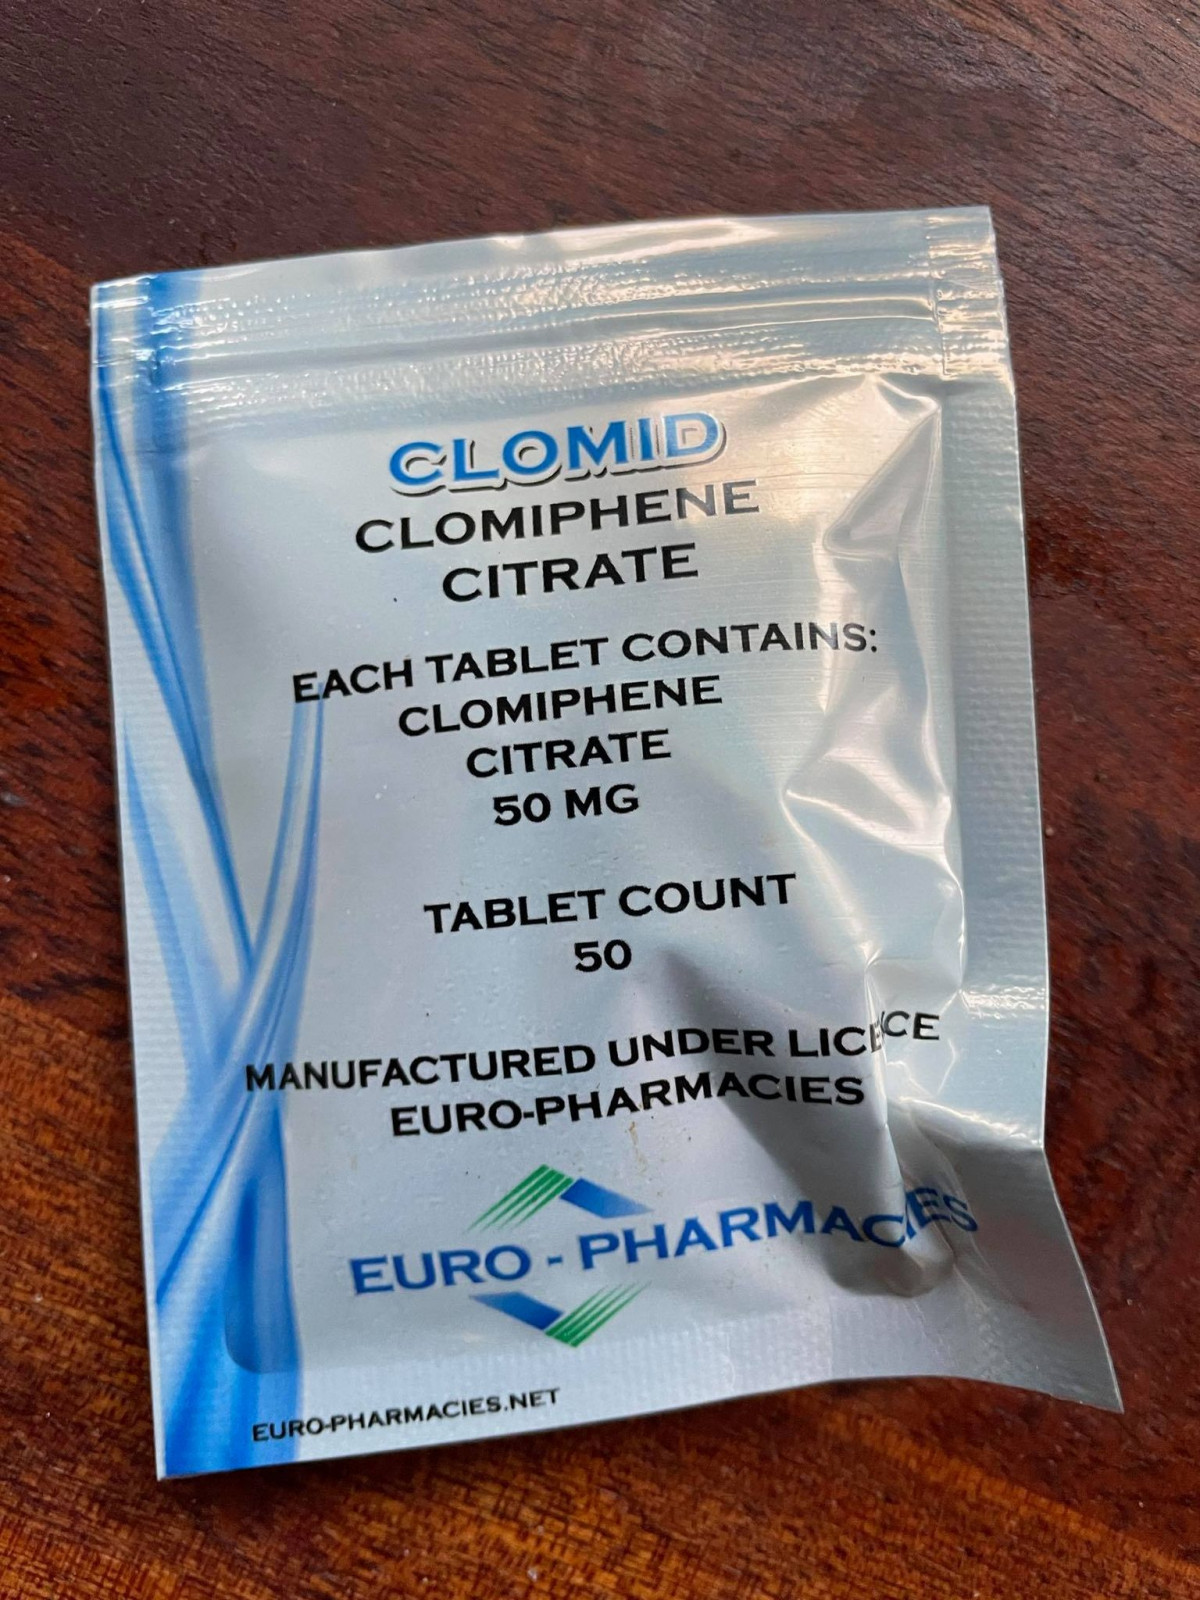 CLOMID
CLOMIPHENE
CITRATE
EACH TABLET CONTAINS:
CLOMIPHENE
CITRATE
50 MG
TABLET COUNT
50
MANUFACTURED UNDER LICENCE
EURO-PHARMACIES
EURO - PHARMACIES
EURO-PHARMACIES.NET